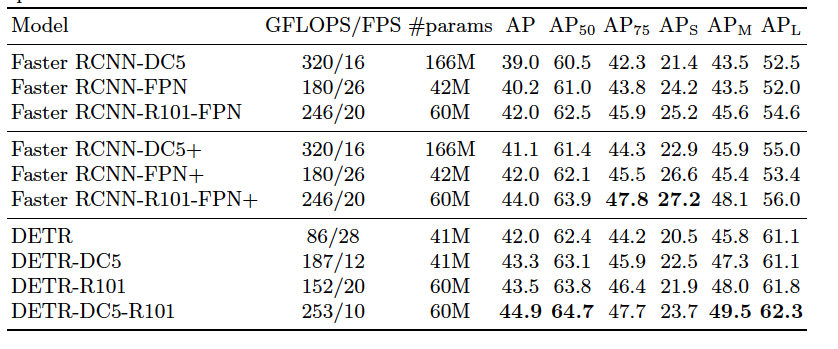 Model GFLOPS/FPS #params AP AP50 AP75 APS APM APL
Faster RCNN-DC5 320/16 166M 39.0 60.5 42.3 21.4 43.5 52.5
Faster RCNN-FPN 180/26 42M 40.2 61.0 43.8 24.2 43.5 52.0
Faster RCNN-R101-FPN 246/20 60M 42.0 62.5 45.9 25.2 45.6 54.6
Faster RCNN-DC5+ 320/16 166M 41.1 61.4 44.3 22.9 45.9 55.0
Faster RCNN-FPN+ 180/26 42M 42.0 62.1 45.5 26.6 45.4 53.4
Faster RCNN-R101-FPN+ 246/20 60M 44.0 63.9 47.8 27.2 48.1 56.0
DETR 86/28 41M 42.0 62.4 44.2 20.5 45.8 61.1
DETR-DC5 187/12 41M 43.3 63.1 45.9 22.5 47.3 61.1
DETR-R101 152/20 60M 43.5 63.8 46.4 21.9 48.0 61.8
DETR-DC5-R101 253/10 60M 44.9 64.7 47.7 23.7 49.5 62.3